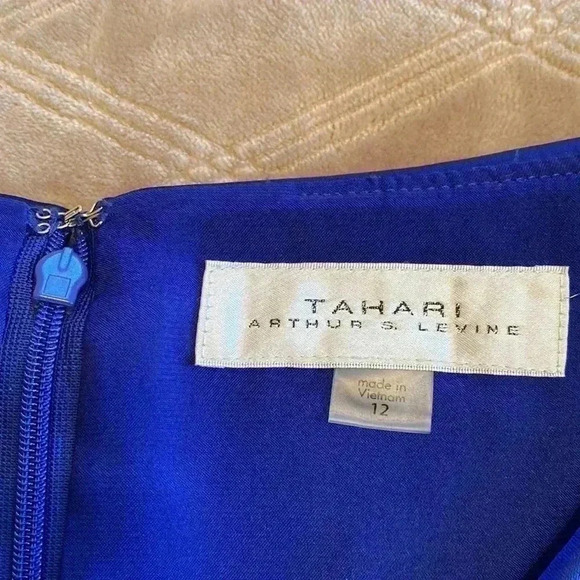 TAHARI
ARTHUR S. LEVINE
made in
Vietnam
12